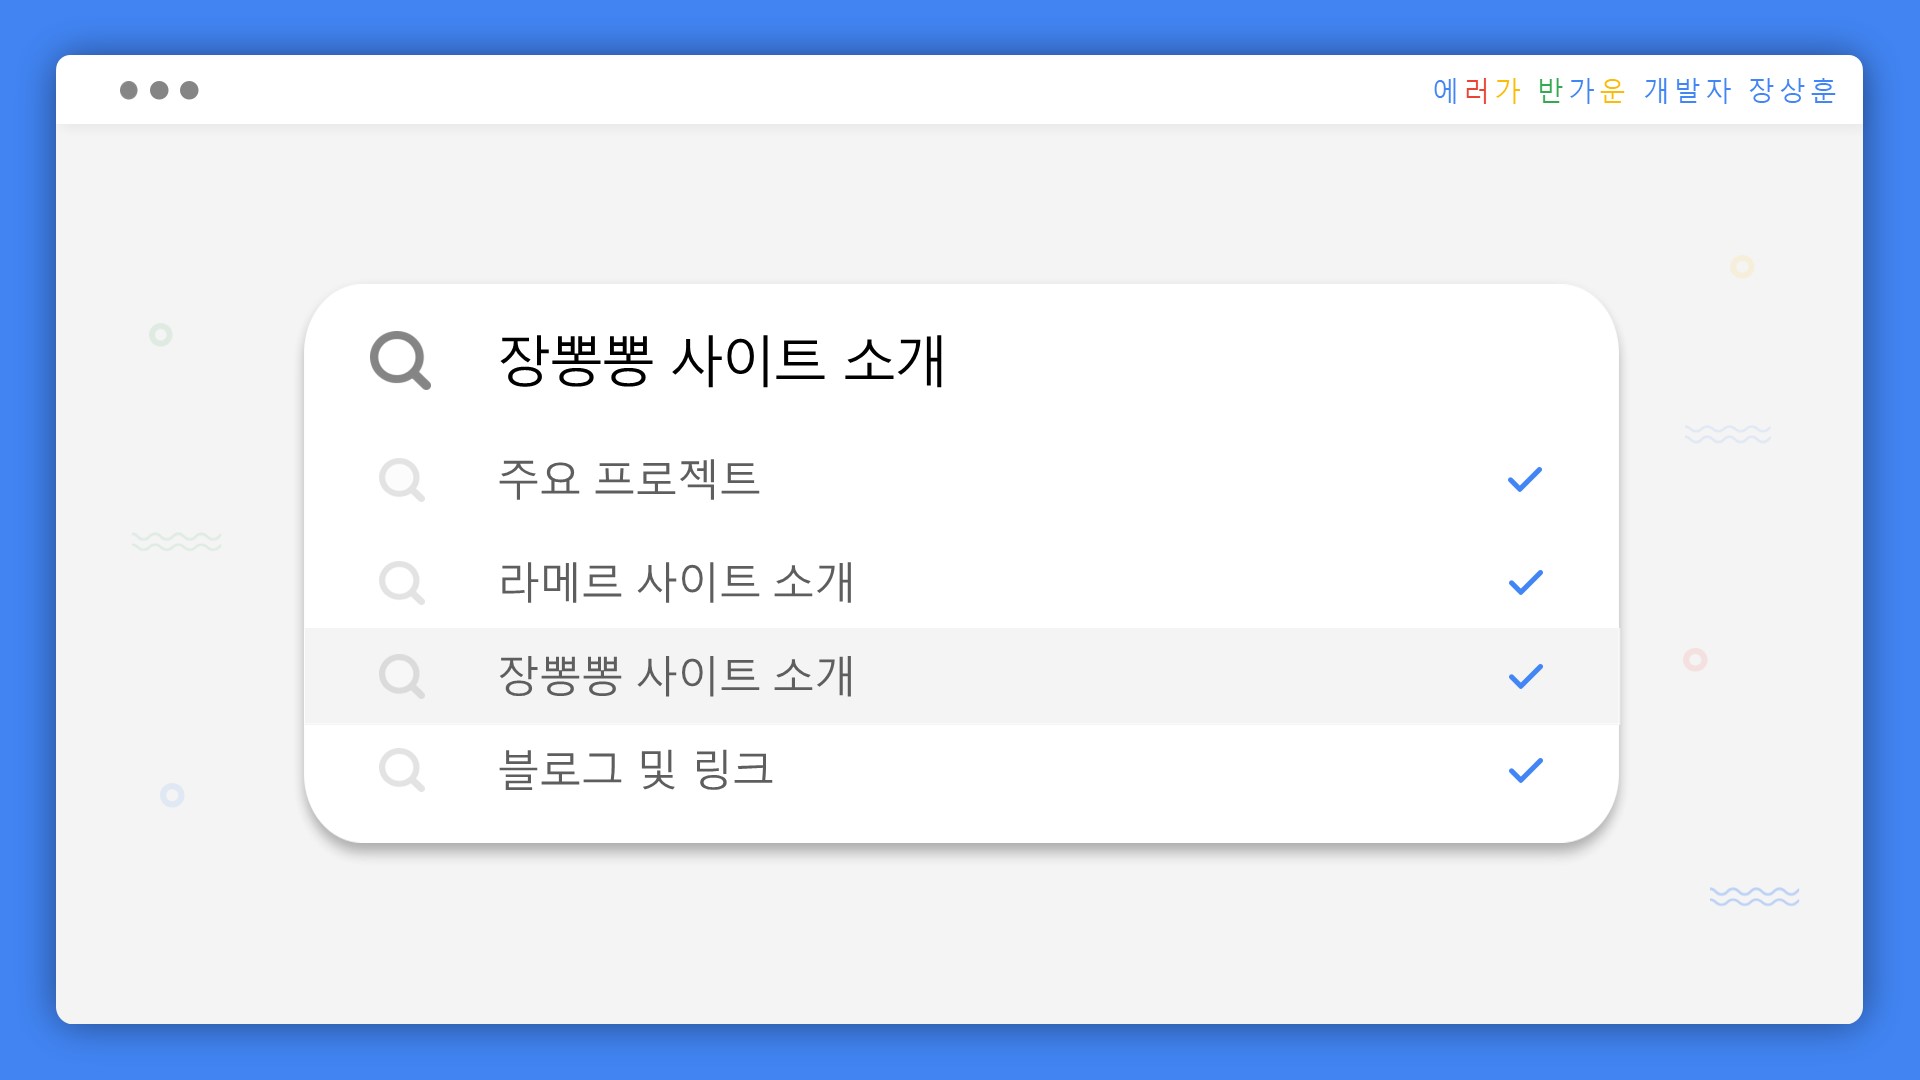 에러가 반가운 개발자 장상훈
장뽕뽕 사이트 소개
주요 프로젝트
라메르 사이트 소개
장뽕뽕 사이트 소개
블로그 및 링크